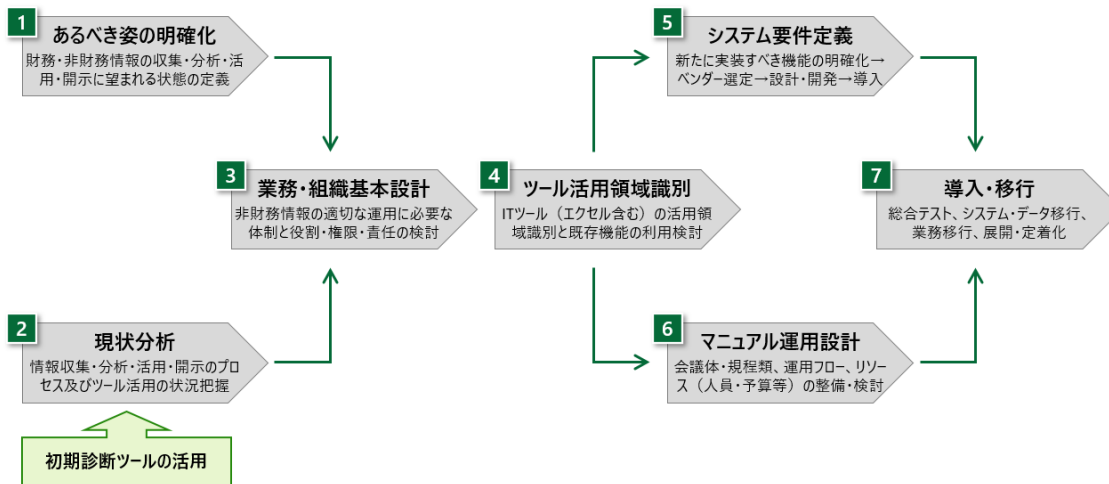 1
あるべき姿の明確化
財務・非財務情報の収集・分析・活
用・開示に望まれる状態の定義
2
現状分析
情報収集・分析・活用・開示のプロ
セス及びツール活用の状況把握
初期診断ツールの活用
3
業務・組織基本設計
非財務情報の適切な運用に必要な
体制と役割・権限・責任の検討
4
ツール活用領域識別
ITツール（エクセル含む）の活用領
域識別と既存機能の利用検討
5
システム要件定義
新たに実装すべき機能の明確化→
ベンダー選定→設計・開発→導入
6
マニュアル運用設計
会議体・規程類、運用フロー、リソー
ス（人員・予算等）の整備・検討
7
導入・移行
総合テスト、システム・データ移行、
業務移行、展開・定着化